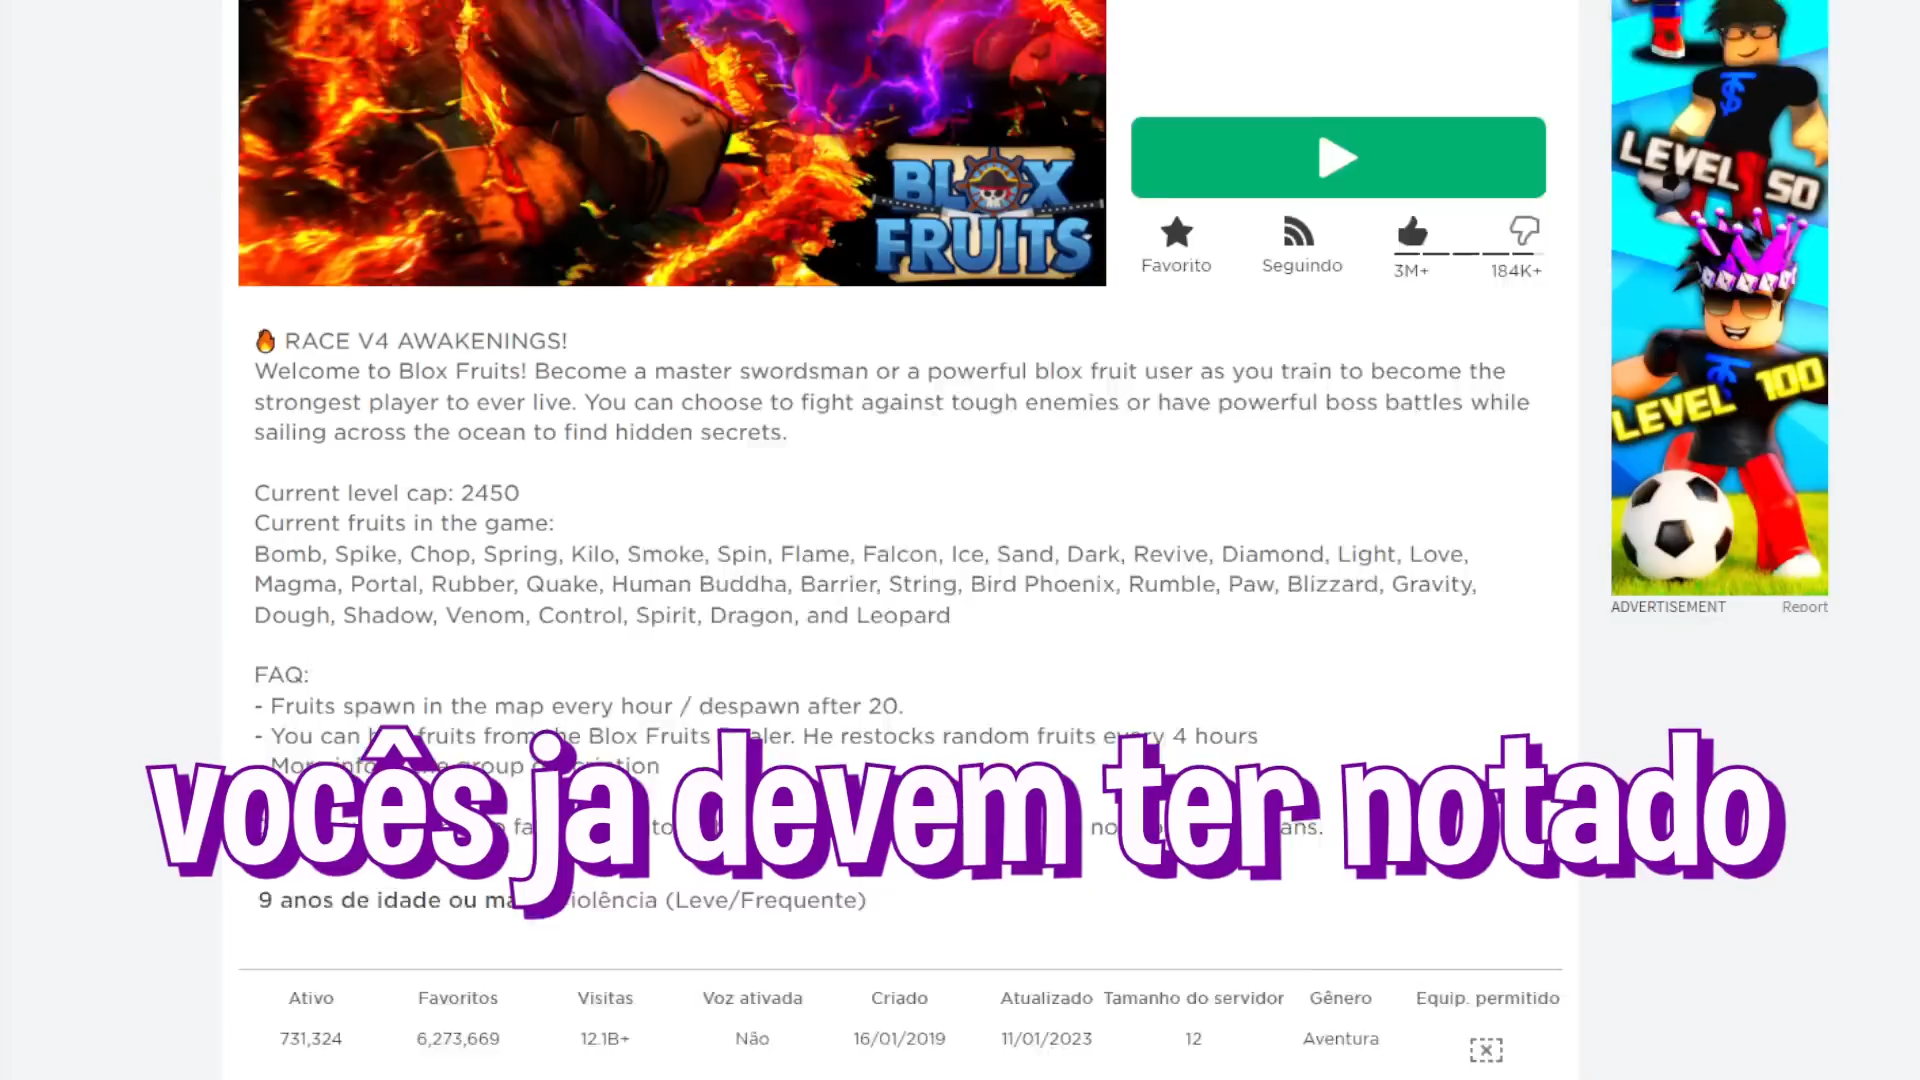 BLOX
FRUITS
Favorito
Seguindo
3M+
184K+
🔥 RACE V4 AWAKENINGS!
Welcome to Blox Fruits! Become a master swordsman or a powerful blox fruit user as you train to become the
strongest player to ever live. You can choose to fight against tough enemies or have powerful boss battles while
sailing across the ocean to find hidden secrets.
Current level cap: 2450
Current fruits in the game:
Bomb, Spike, Chop, Spring, Kilo, Smoke, Spin, Flame, Falcon, Ice, Sand, Dark, Revive, Diamond, Light, Love,
Magma, Portal, Rubber, Quake, Human Buddha, Barrier, String, Bird Phoenix, Rumble, Paw, Blizzard, Gravity,
Dough, Shadow, Venom, Control, Spirit, Dragon, and Leopard
FAQ:
- Fruits spawn in the map every hour / despawn after 20.
- You can fruits from Blox Fruits He restocks random fruits 4 hours
group
vocês ja devem ter notado
9 anos de idade ou (Leve/Frequente)
Ativo Favoritos Visitas Voz ativada Criado Atualizado Tamanho do servidor Gênero Equip. permitido
731,324 6,273,669 12.1B+ Não 16/01/2019 11/01/2023 12 Aventura
LEVEL 50
LEVEL 100
ADVERTISEMENT Report